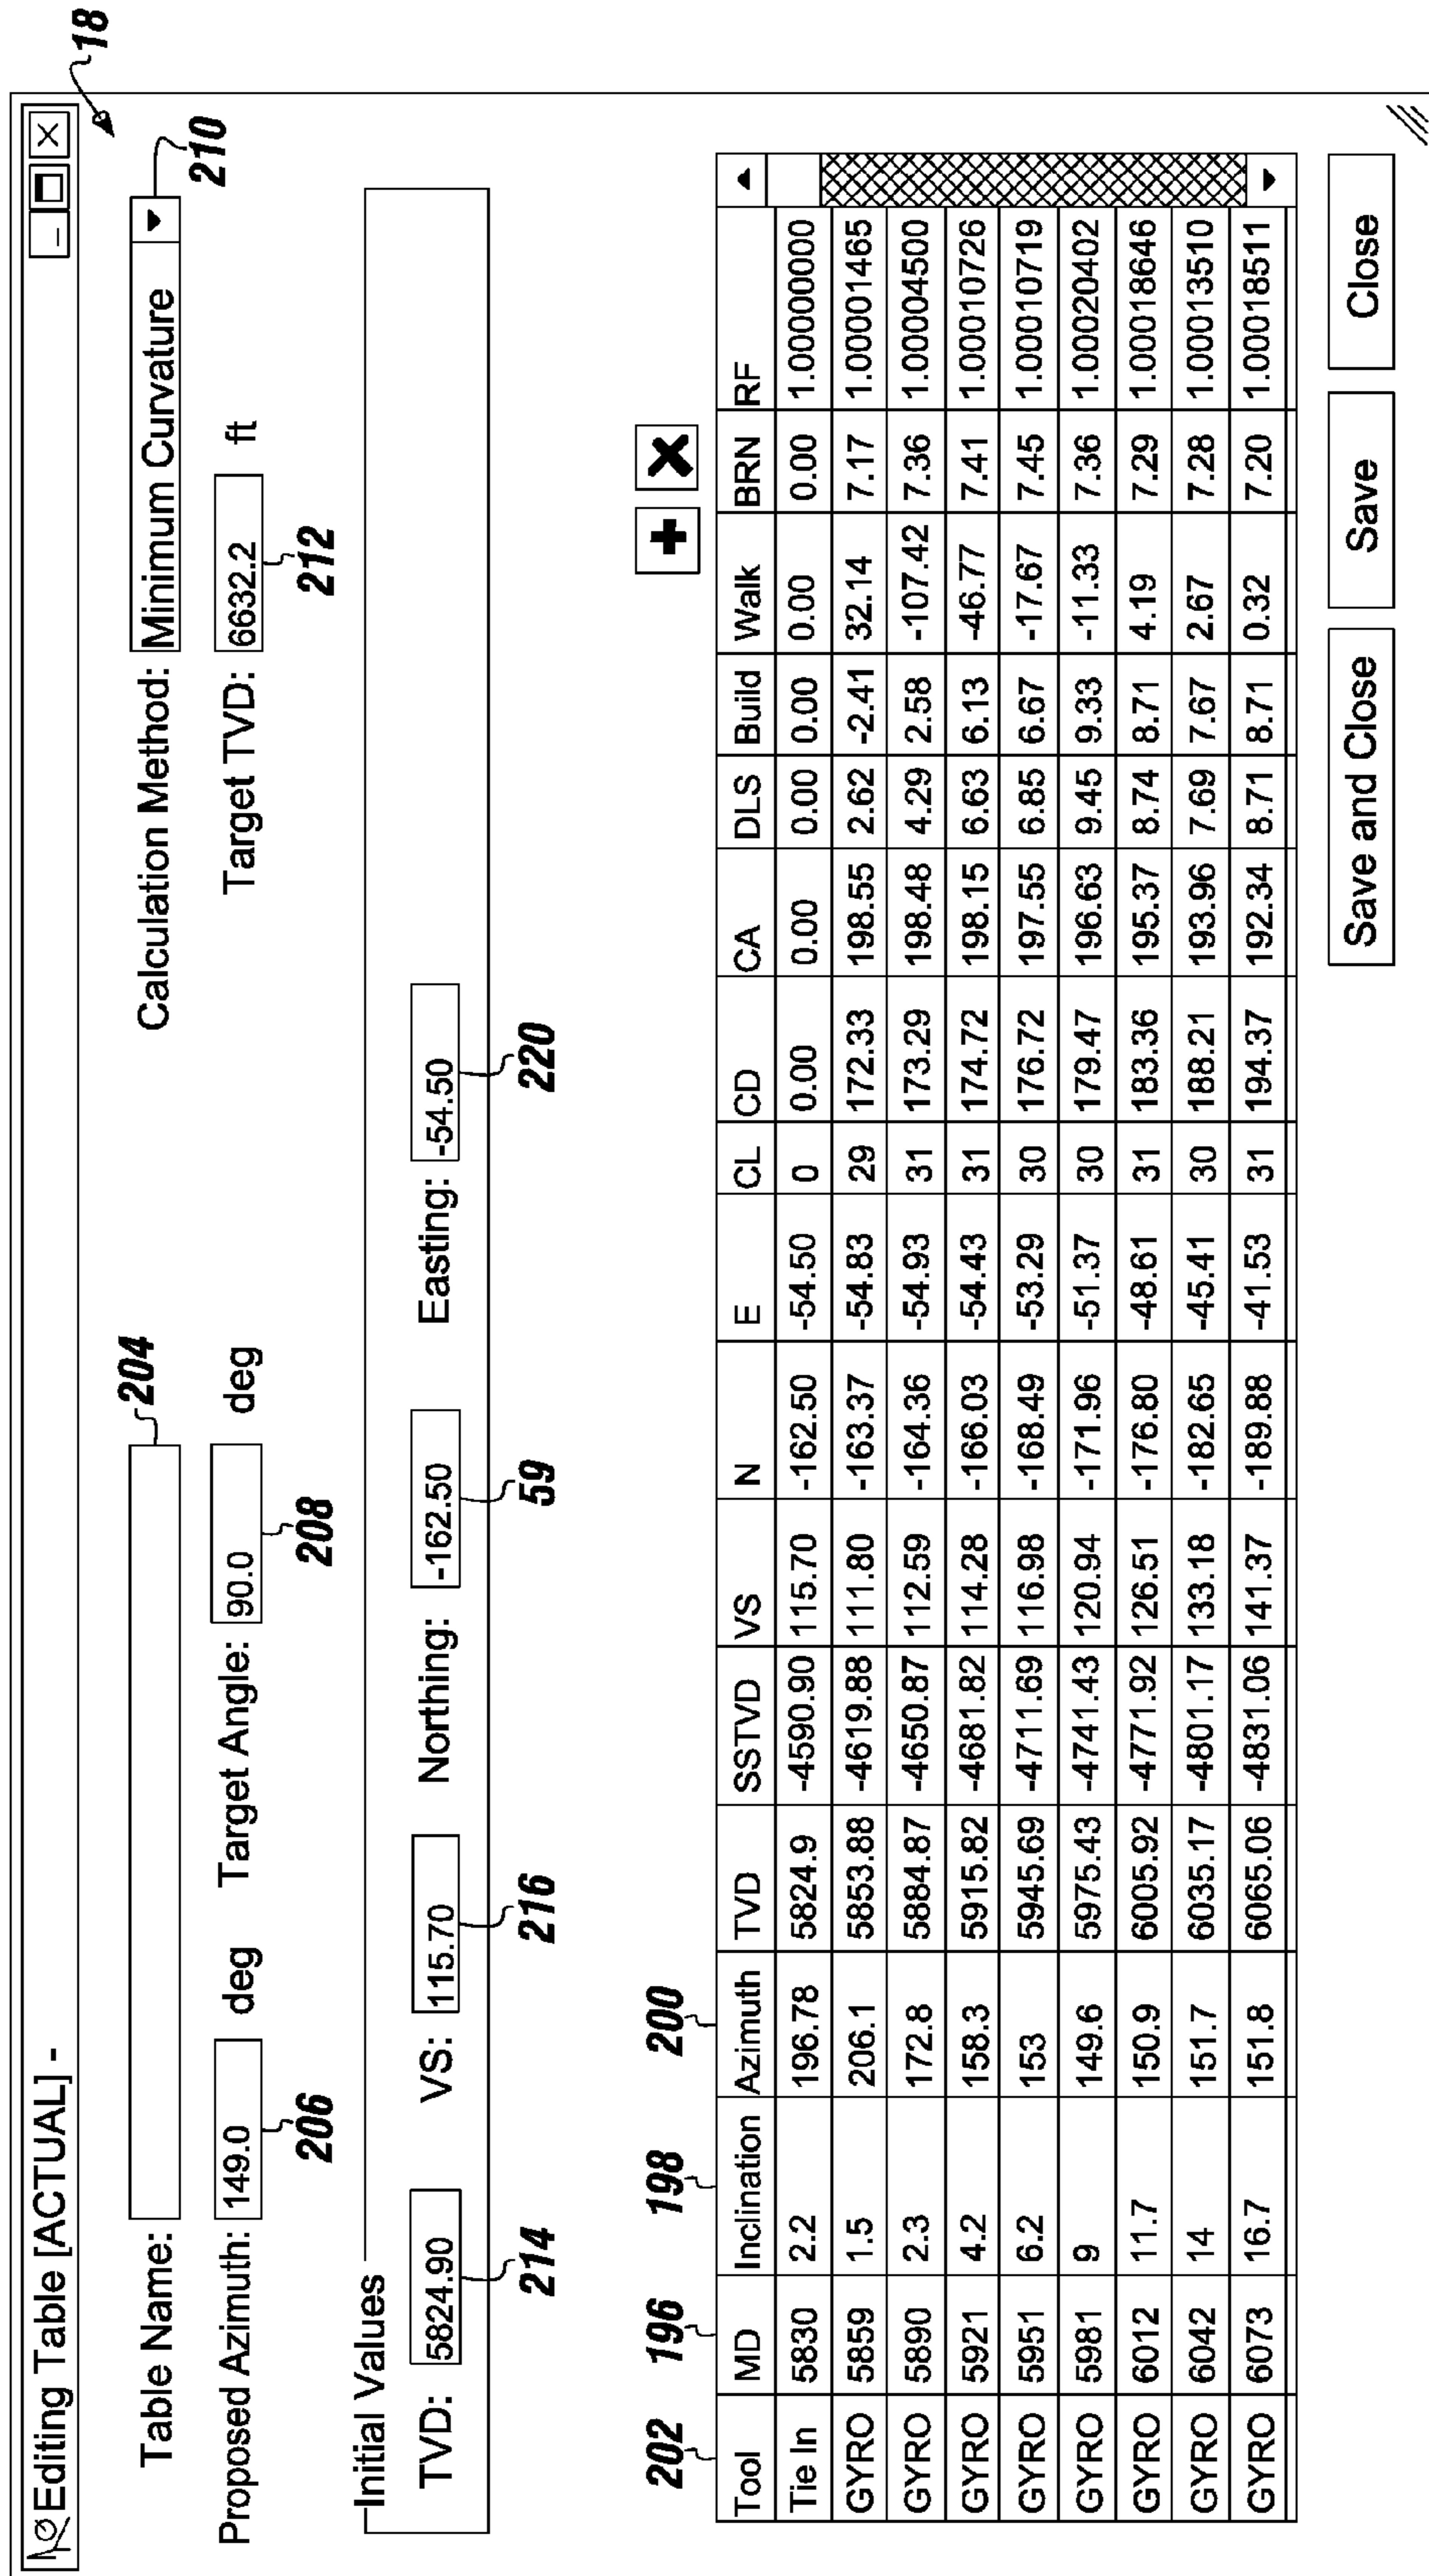 Editing Table [ACTUAL] -
18
Table Name: 204 Calculation Method: Minimum Curvature 210
Proposed Azimuth: 149.0 deg Target Angle: 90.0 deg Target TVD: 6632.2 ft
206 208 212
Initial Values
TVD: 5824.90 VS: 115.70 Northing: -162.50 Easting: -54.50
214 216 59 220
202 196 198 200
Tool MD Inclination Azimuth TVD SSTVD VS N E CL CD CA DLS Build Walk BRN RF
Tie In 5830 2.2 196.78 5824.9 -4590.90 115.70 -162.50 -54.50 0 0.00 0.00 0.00 0.00 0.00 0.00 1.00000000
GYRO 5859 1.5 206.1 5853.88 -4619.88 111.80 -163.37 -54.83 29 172.33 198.55 2.62 -2.41 32.14 7.17 1.00001465
GYRO 5890 2.3 172.8 5884.87 -4650.87 112.59 -164.36 -54.93 31 173.29 198.48 4.29 2.58 -107.42 7.36 1.00004500
GYRO 5921 4.2 158.3 5915.82 -4681.82 114.28 -166.03 -54.43 31 174.72 198.15 6.63 6.13 -46.77 7.41 1.00010726
GYRO 5951 6.2 153 5945.69 -4711.69 116.98 -168.49 -53.29 30 176.72 197.55 6.85 6.67 -17.67 7.45 1.00010719
GYRO 5981 9 149.6 5975.43 -4741.43 120.94 -171.96 -51.37 30 179.47 196.63 9.45 9.33 -11.33 7.36 1.00020402
GYRO 6012 11.7 150.9 6005.92 -4771.92 126.51 -176.80 -48.61 31 183.36 195.37 8.74 8.71 4.19 7.29 1.00018646
GYRO 6042 14 151.7 6035.17 -4801.17 133.18 -182.65 -45.41 30 188.21 193.96 7.69 7.67 2.67 7.28 1.00013510
GYRO 6073 16.7 151.8 6065.06 -4831.06 141.37 -189.88 -41.53 31 194.37 192.34 8.71 8.71 0.32 7.20 1.00018511
Save and Close Save Close